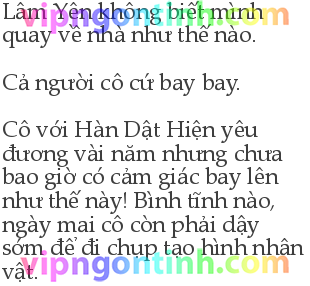 Lâm Yên không biết mình
quay về nhà như thế nào.
Cả người cô cứ bay bay.
Cô với Hàn Dật Hiện yêu
đương vài năm nhưng chưa
bao giờ có cảm giác bay lên
như thế này! Bình tĩnh nào,
ngày mai cô còn phải dậy
sớm để đi chụp tạo hình nhân
vật.
vipngontinh.com
vipngontinh.com